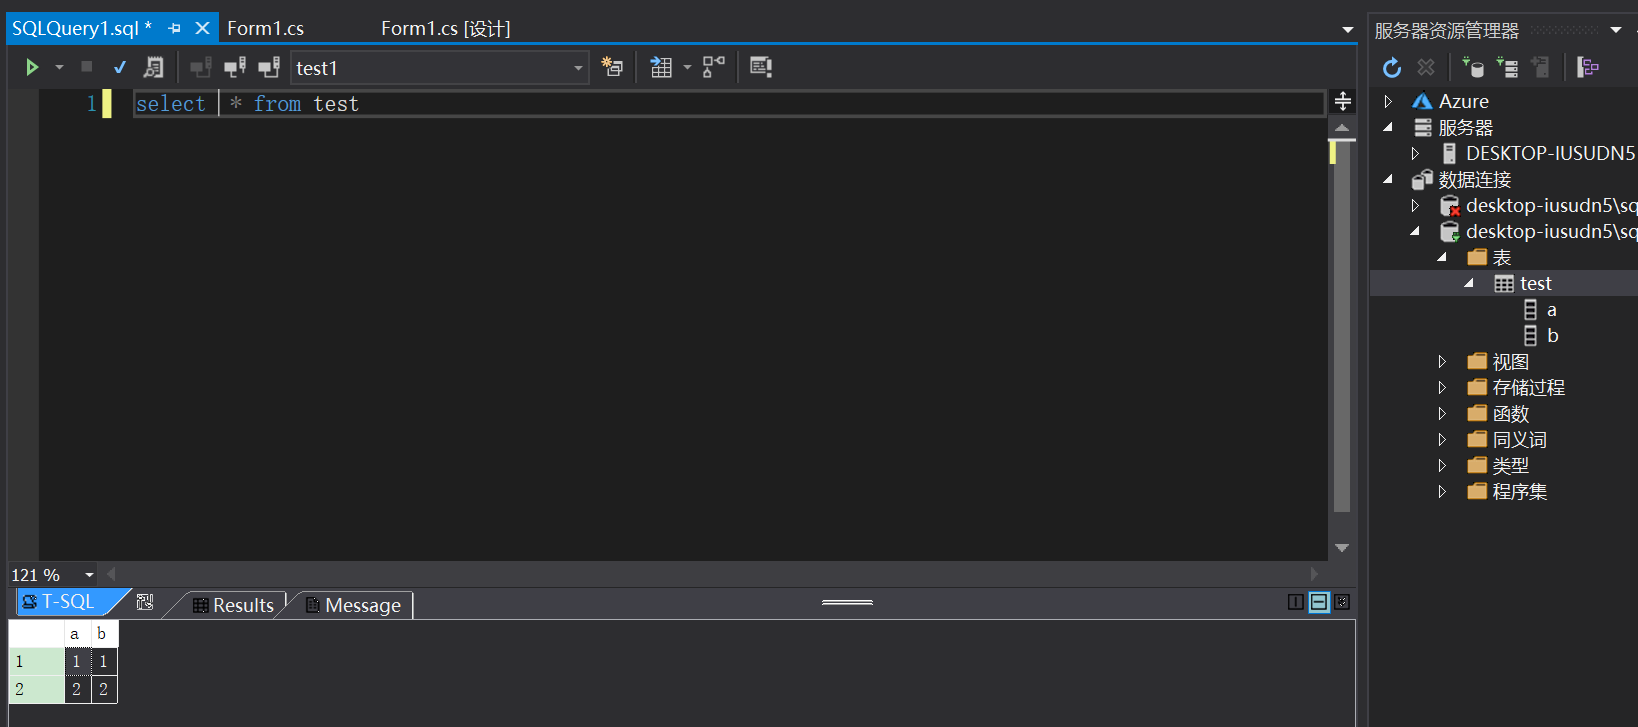 SQLQuery1.sql *
Form1.cs
Form1.cs [设计]
test1
1
select * from test
121 %
T-SQL
Results
Message
a b
1 1 1
2 2 2
服务器资源管理器
Azure
服务器
DESKTOP-IUSUDN5
数据连接
desktop-iusudn5\sq
desktop-iusudn5\sq
表
test
a
b
视图
存储过程
函数
同义词
类型
程序集